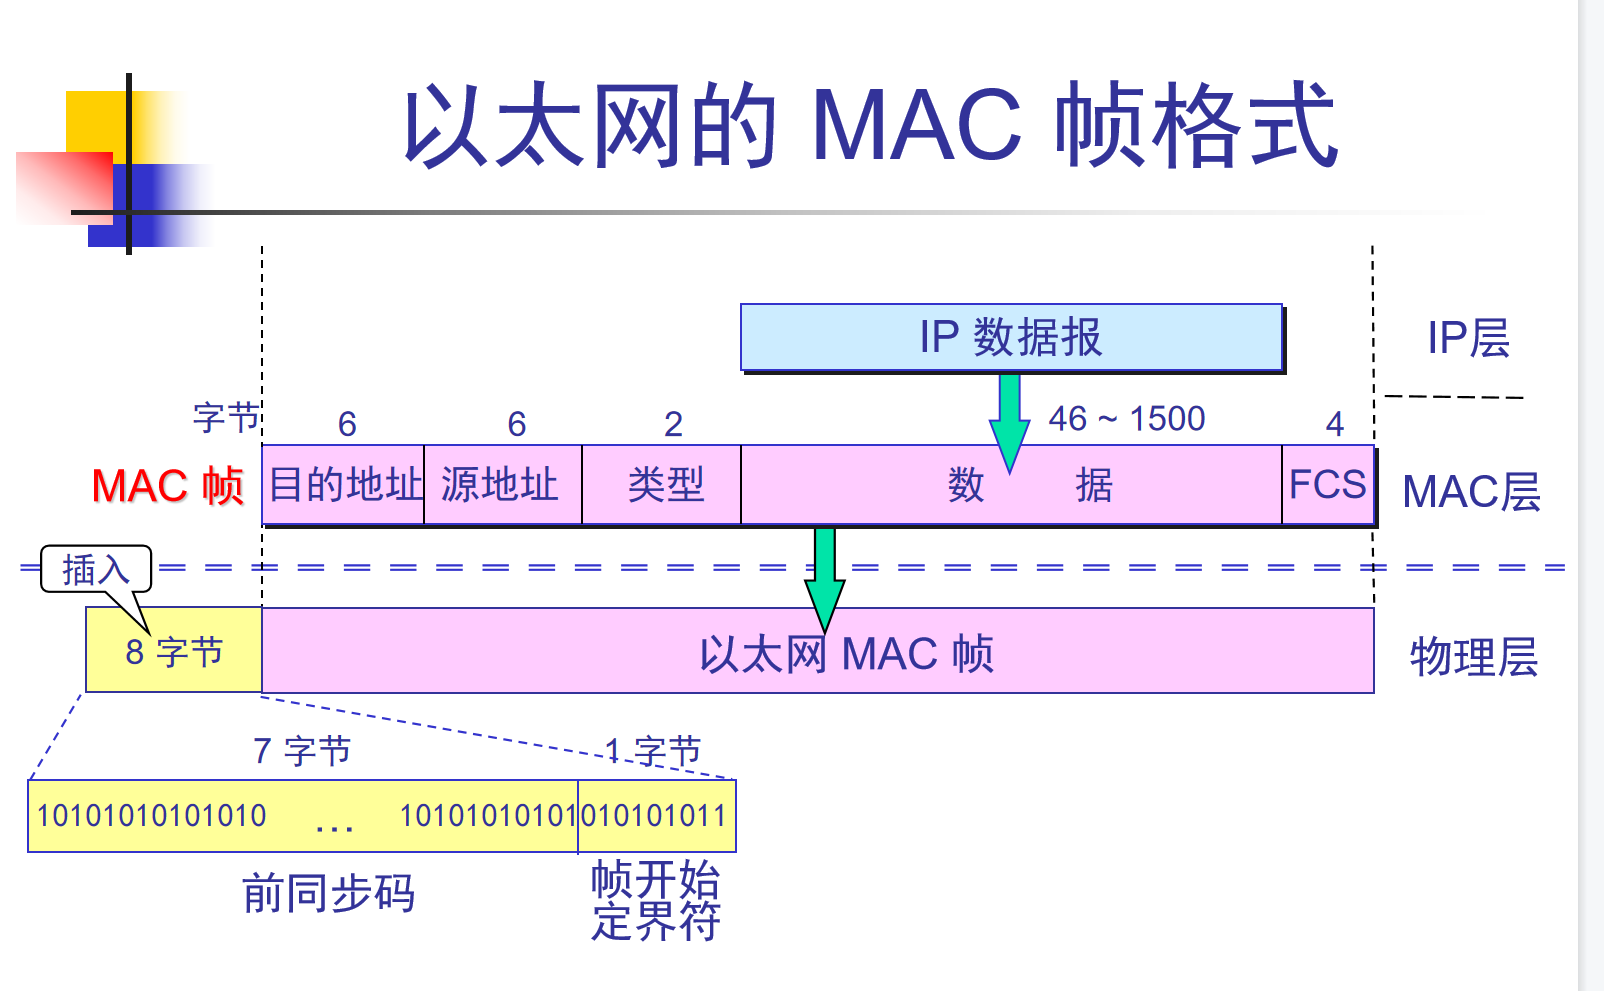 以太网的 MAC 帧格式
IP 数据报
IP层
字节
6
6
2
46 ~ 1500
4
MAC 帧
目的地址
源地址
类型
数 据
FCS
MAC层
插入
8 字节
以太网 MAC 帧
物理层
7 字节
1 字节
10101010101010 … 10101010101010101011
前同步码
帧开始
定界符